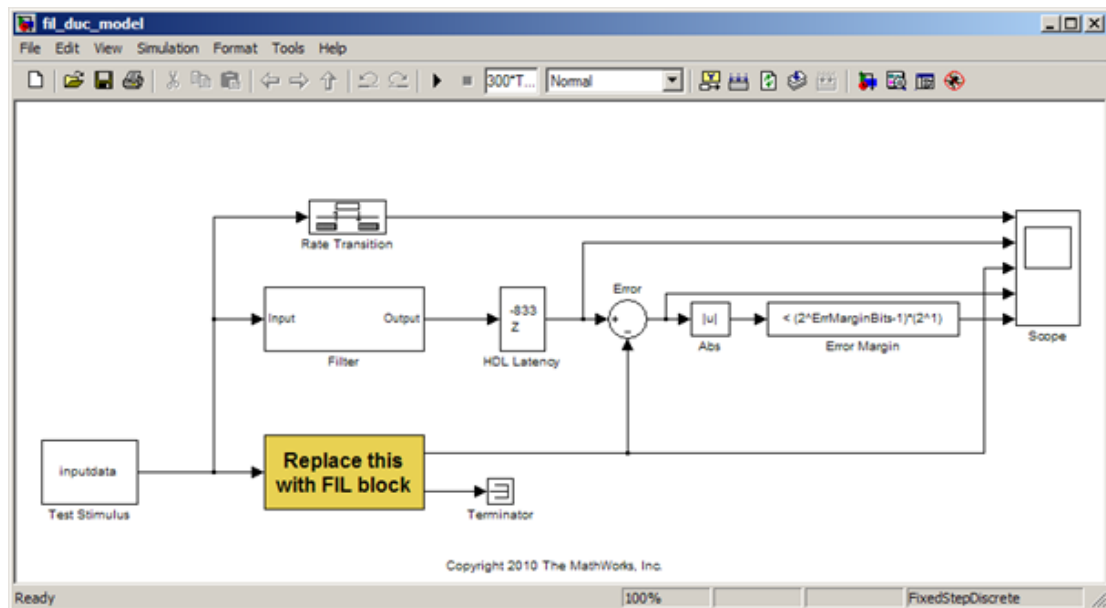 fil_duc_model
File Edit View Simulation Format Tools Help
300*T... Normal
Rate Transition
Input Output
Filter
-833
Z
HDL Latency
Error
+
−
|u|
Abs
< (2^ErrMarginBits-1)*(2^1)
Error Margin
Scope
inputdata
Test Stimulus
Replace this
with FIL block
Terminator
Copyright 2010 The MathWorks, Inc.
Ready 100% FixedStepDiscrete